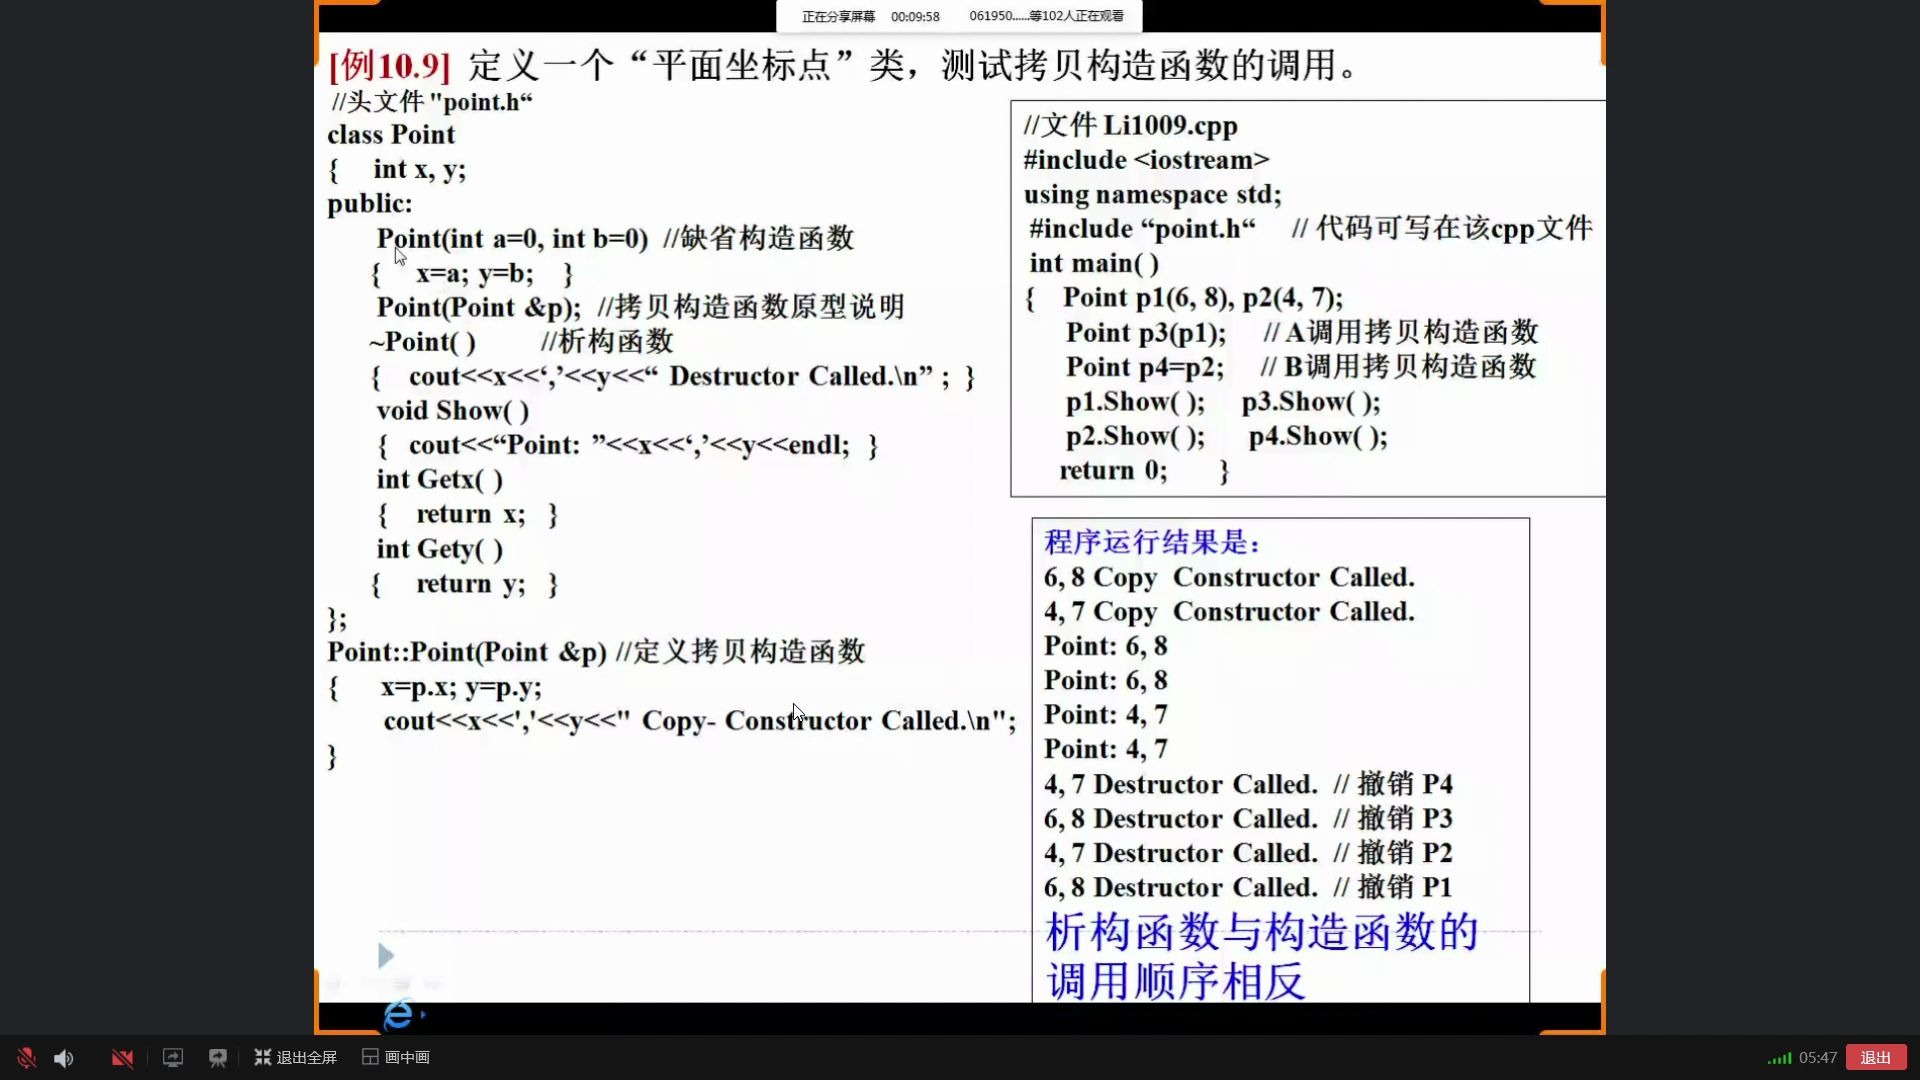 正在分享屏幕 00:09:58 061950......等102人正在观看
[例10.9] 定义一个“平面坐标点”类，测试拷贝构造函数的调用。
//头文件"point.h“
class Point
{ int x, y;
public:
Point(int a=0, int b=0) //缺省构造函数
{ x=a; y=b; }
Point(Point &p); //拷贝构造函数原型说明
~Point( ) //析构函数
{ cout<<x<<‘,’<<y<<“ Destructor Called.\n” ; }
void Show( )
{ cout<<“Point: ”<<x<<‘,’<<y<<endl; }
int Getx( )
{ return x; }
int Gety( )
{ return y; }
};
Point::Point(Point &p) //定义拷贝构造函数
{ x=p.x; y=p.y;
cout<<x<<','<<y<<" Copy- Constructor Called.\n";
}
//文件 Li1009.cpp
#include <iostream>
using namespace std;
#include “point.h“ // 代码可写在该cpp文件
int main( )
{ Point p1(6, 8), p2(4, 7);
Point p3(p1); // A调用拷贝构造函数
Point p4=p2; // B调用拷贝构造函数
p1.Show( ); p3.Show( );
p2.Show( ); p4.Show( );
return 0; }
程序运行结果是：
6, 8 Copy Constructor Called.
4, 7 Copy Constructor Called.
Point: 6, 8
Point: 6, 8
Point: 4, 7
Point: 4, 7
4, 7 Destructor Called. // 撤销 P4
6, 8 Destructor Called. // 撤销 P3
4, 7 Destructor Called. // 撤销 P2
6, 8 Destructor Called. // 撤销 P1
析构函数与构造函数的
调用顺序相反
退出全屏 画中画 05:47 退出